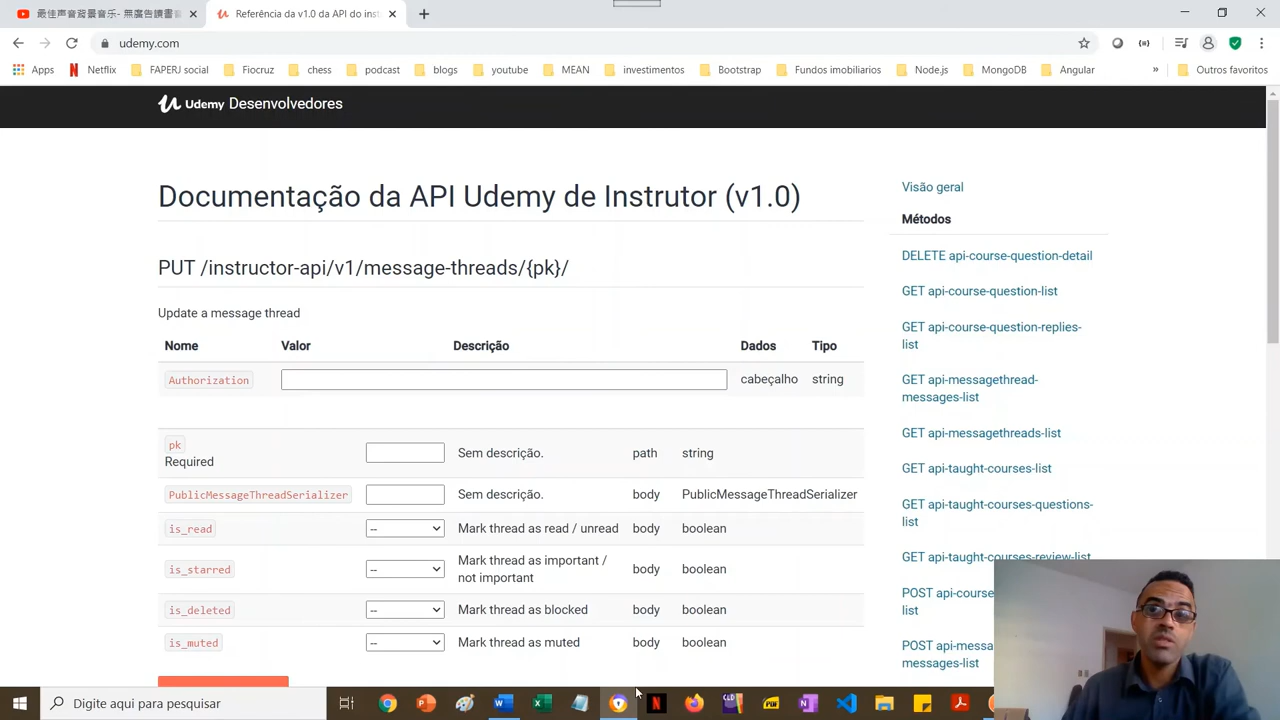 最佳声音背景音乐- 無廣告讀書音
Referência da v1.0 da API do inst
udemy.com
Apps
Netflix
FAPERJ social
Fiocruz
chess
podcast
blogs
youtube
MEAN
investimentos
Bootstrap
Fundos imobiliarios
Node.js
MongoDB
Angular
»
Outros favoritos
Udemy Desenvolvedores
Documentação da API Udemy de Instrutor (v1.0)
PUT /instructor-api/v1/message-threads/{pk}/
Update a message thread
Nome Valor Descrição Dados Tipo
Authorization cabeçalho string
pk
Required
Sem descrição. path string
PublicMessageThreadSerializer Sem descrição. body PublicMessageThreadSerializer
is_read -- Mark thread as read / unread body boolean
is_starred -- Mark thread as important /
not important
body boolean
is_deleted -- Mark thread as blocked body boolean
is_muted -- Mark thread as muted body boolean
Visão geral
Métodos
DELETE api-course-question-detail
GET api-course-question-list
GET api-course-question-replies-
list
GET api-messagethread-
messages-list
GET api-messagethreads-list
GET api-taught-courses-list
GET api-taught-courses-questions-
list
GET api-taught-courses-review-list
POST api-course
list
POST api-messa
messages-list
Digite aqui para pesquisar